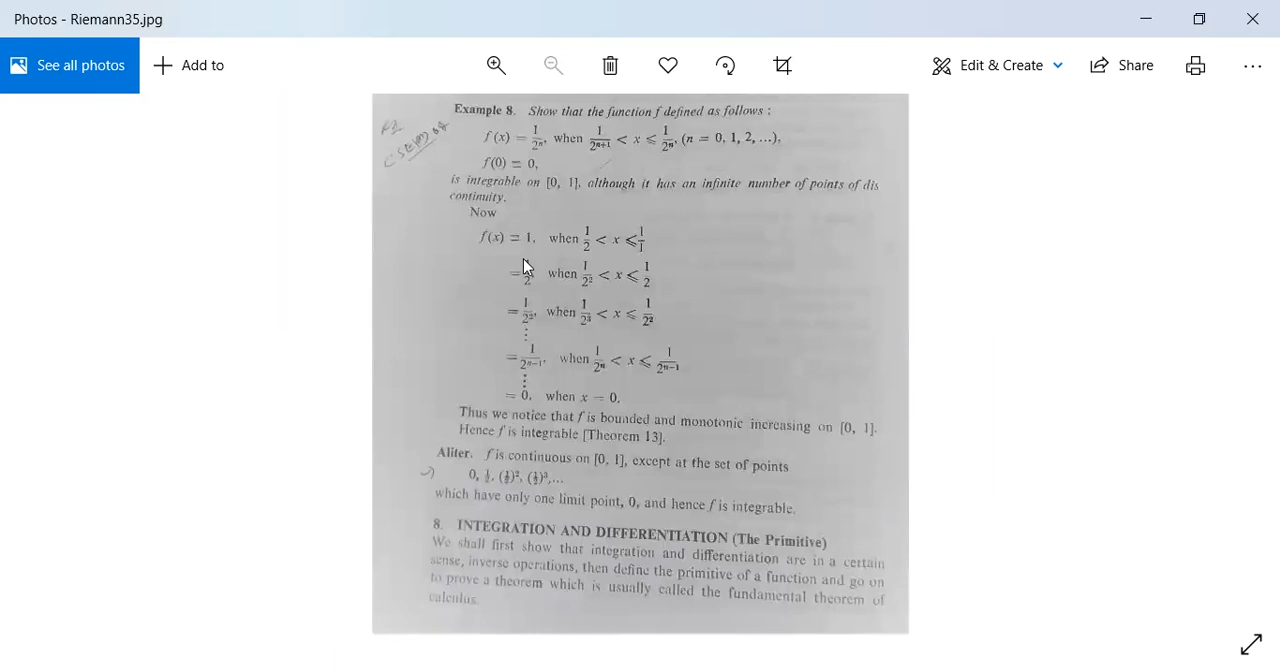 Photos - Riemann35.jpg
See all photos
Add to
Edit & Create
Share
Example 8. Show that the function f defined as follows :
f(x) = 1/2ⁿ, when 1/2ⁿ⁺¹ < x ⩽ 1/2ⁿ, (n = 0, 1, 2, ...),
f(0) = 0,
is integrable on [0, 1], although it has an infinite number of points of dis
continuity.
Now
f(x) = 1, when 1/2 < x ⩽ 1/1
= 1/2 when 1/2² < x ⩽ 1/2
= 1/2², when 1/2³ < x ⩽ 1/2²
⋮
= 1/2ⁿ⁻¹, when 1/2ⁿ < x ⩽ 1/2ⁿ⁻¹
⋮
= 0, when x = 0,
Thus we notice that f is bounded and monotonic increasing on [0, 1].
Hence f is integrable [Theorem 13].
Aliter. f is continuous on [0, 1], except at the set of points
0, ½, (½)², (½)³,...
which have only one limit point, 0, and hence f is integrable.
8. INTEGRATION AND DIFFERENTIATION (The Primitive)
We shall first show that integration and differentiation are in a certain
sense, inverse operations, then define the primitive of a function and go on
to prove a theorem which is usually called the fundamental theorem of
calculus.